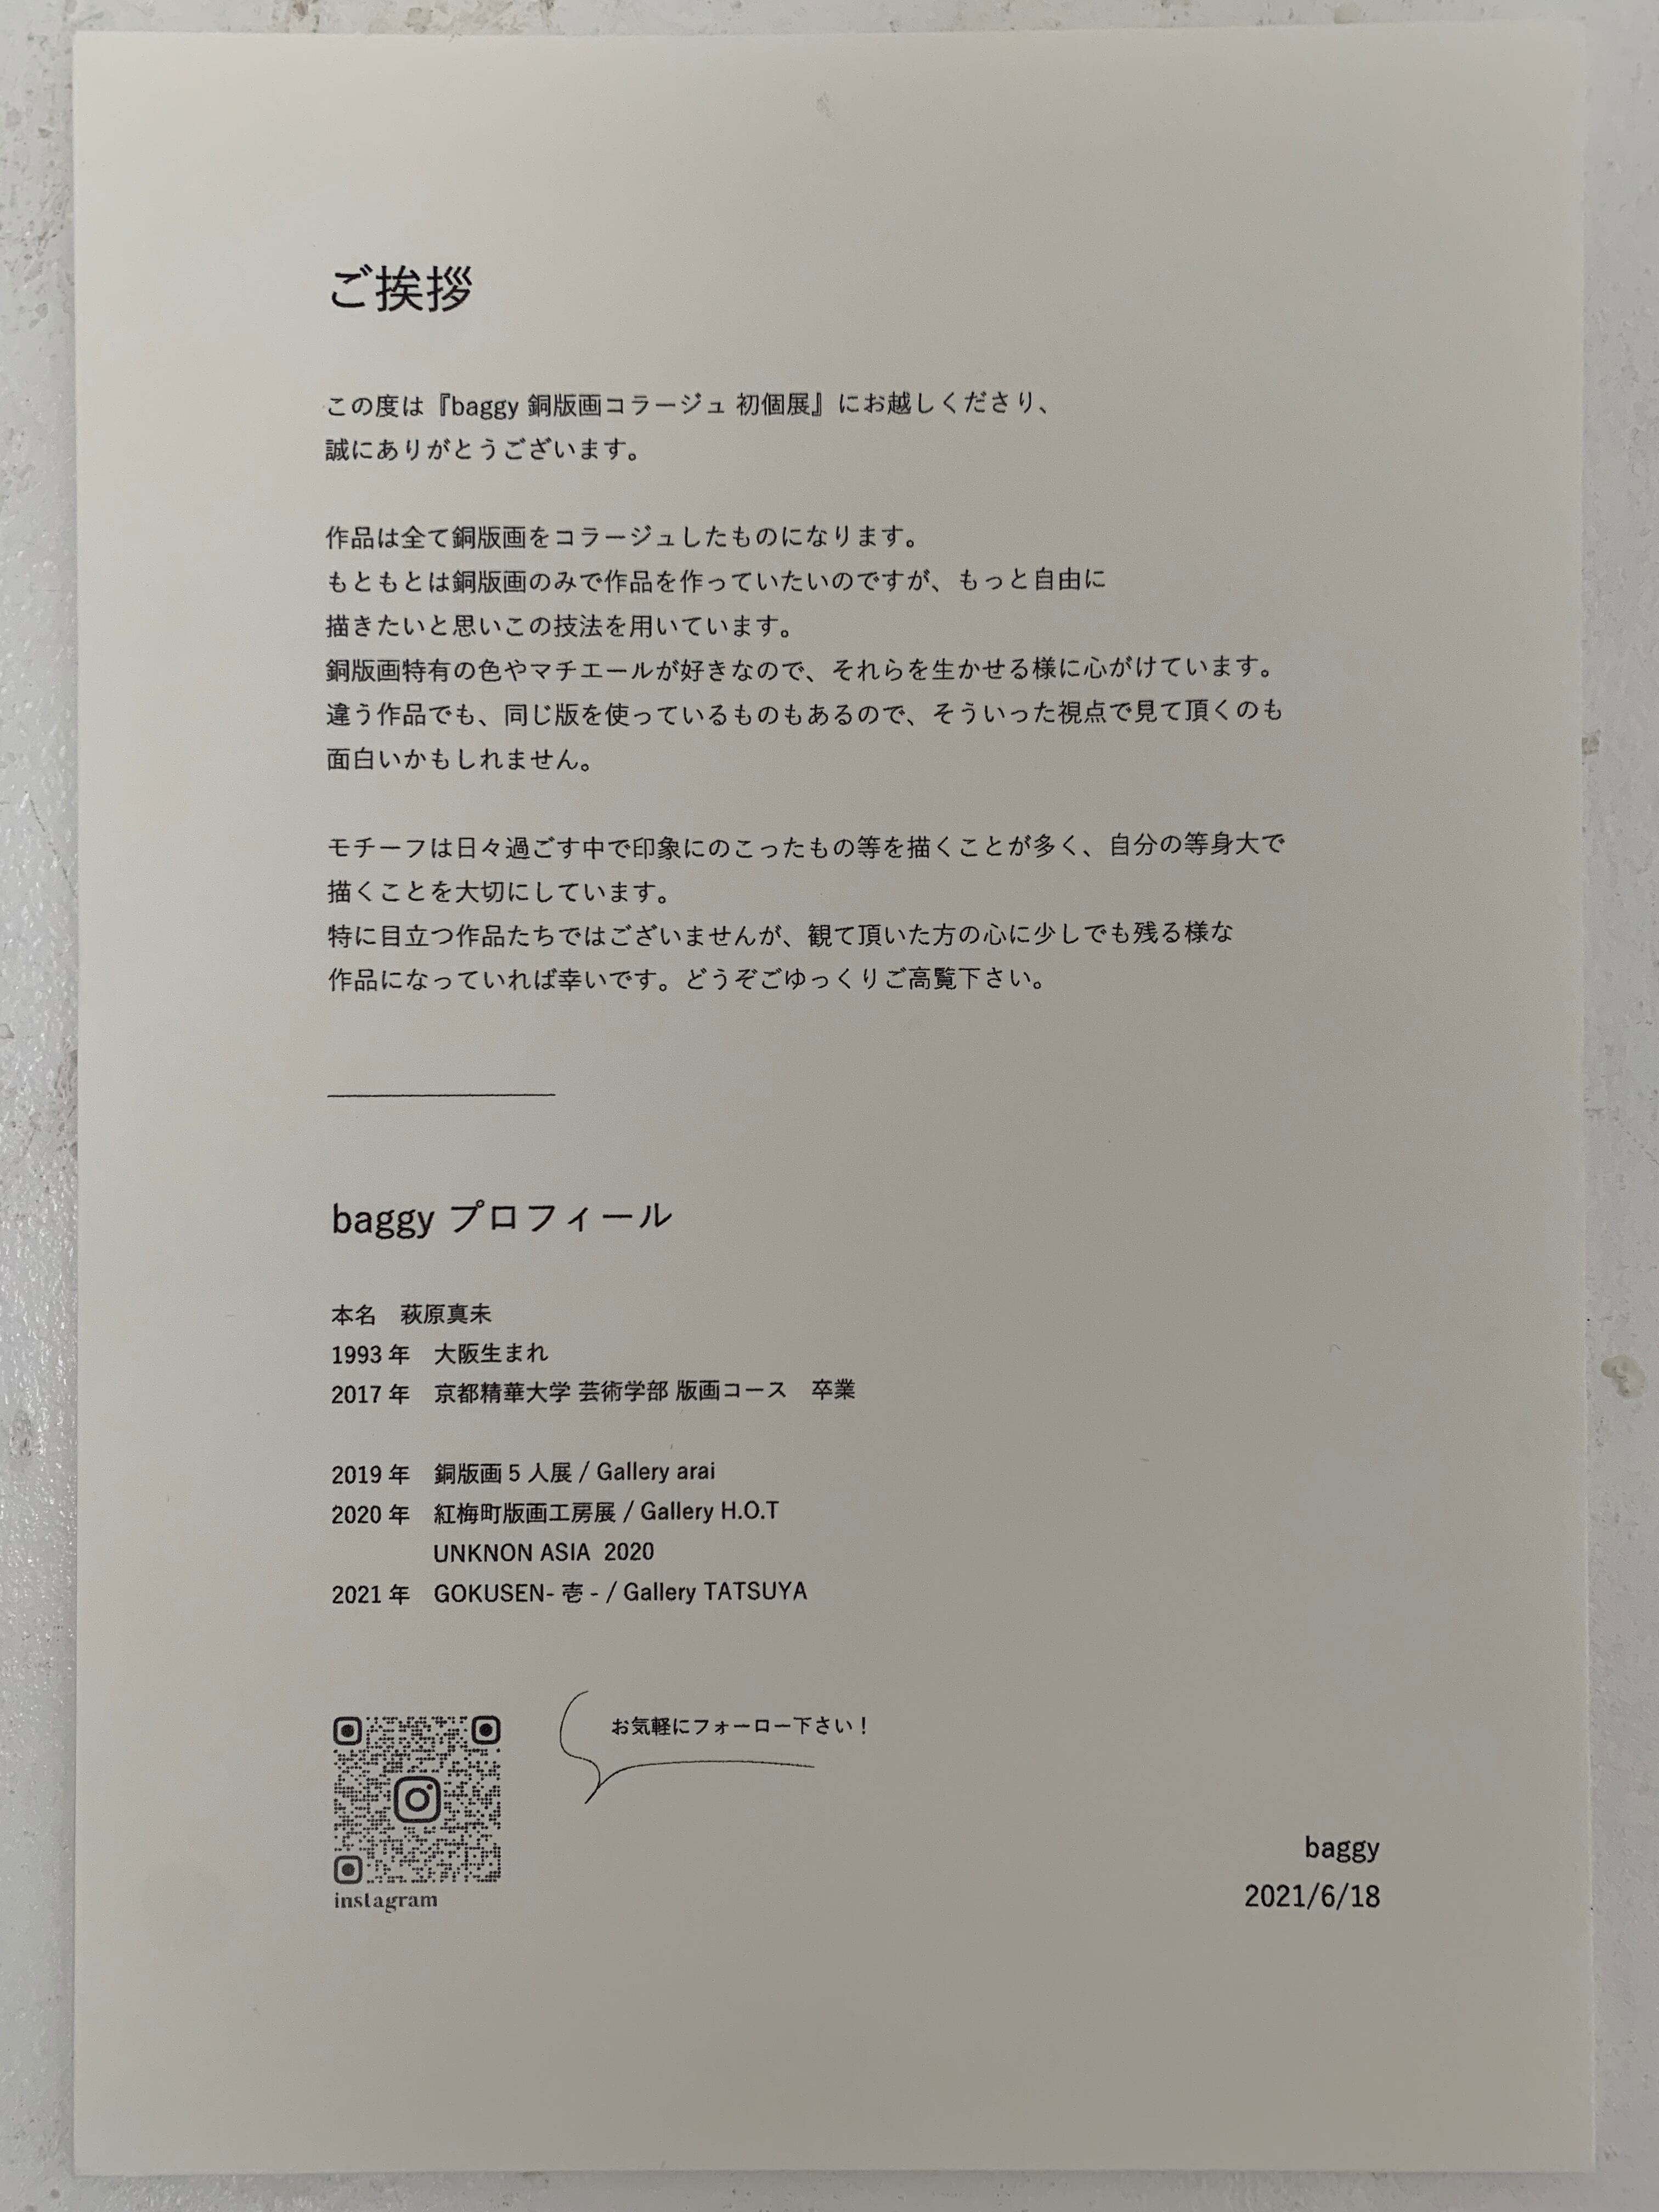 ご挨拶
この度は『baggy 銅版画コラージュ 初個展』にお越しくださり、
誠にありがとうございます。
作品は全て銅版画をコラージュしたものになります。
もともとは銅版画のみで作品を作っていたいのですが、もっと自由に
描きたいと思いこの技法を用いています。
銅版画特有の色やマチエールが好きなので、それらを生かせる様に心がけています。
違う作品でも、同じ版を使っているものもあるので、そういった視点で見て頂くのも
面白いかもしれません。
モチーフは日々過ごす中で印象にのこったもの等を描くことが多く、自分の等身大で
描くことを大切にしています。
特に目立つ作品たちではございませんが、観て頂いた方の心に少しでも残る様な
作品になっていれば幸いです。どうぞごゆっくりご高覧下さい。
baggy プロフィール
本名　萩原真未
1993 年　大阪生まれ
2017 年　京都精華大学 芸術学部 版画コース　卒業
2019 年　銅版画 5 人展 / Gallery arai
2020 年　紅梅町版画工房展 / Gallery H.O.T
UNKNON ASIA 2020
2021 年　GOKUSEN- 壱 - / Gallery TATSUYA
お気軽にフォーロー下さい！
instagram
baggy
2021/6/18